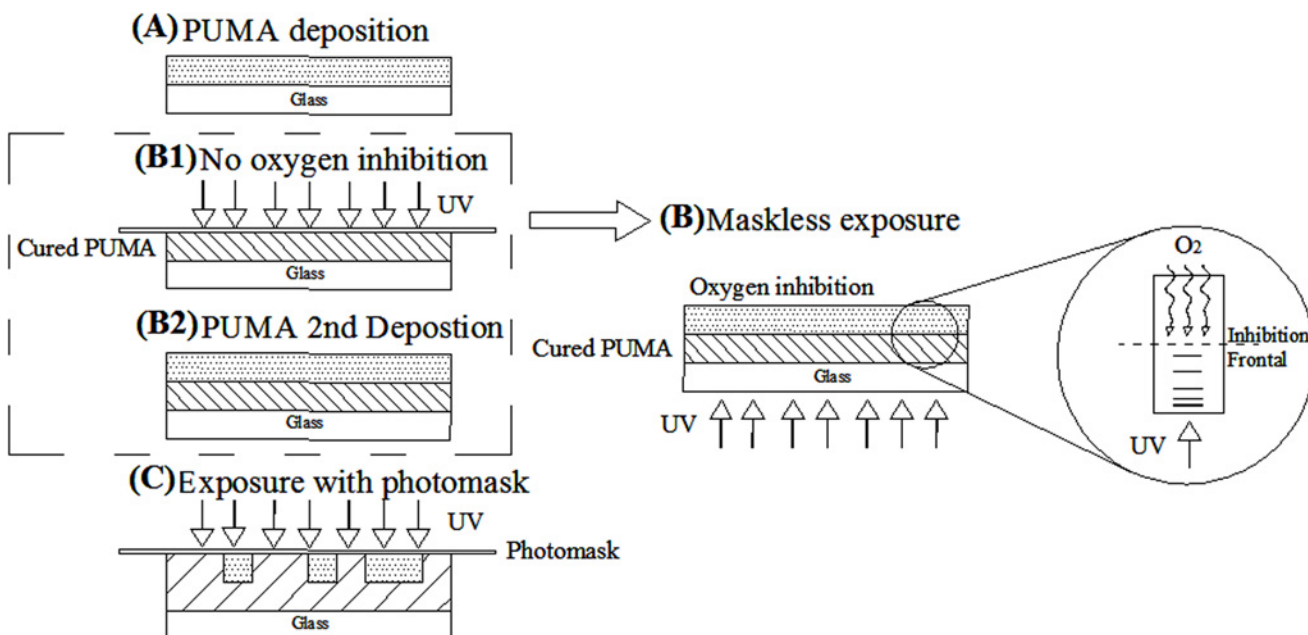 (A) PUMA deposition
Glass
(B1) No oxygen inhibition
UV
Cured PUMA
Glass
(B2) PUMA 2nd Depostion
Glass
(C) Exposure with photomask
UV
Photomask
Glass
(B) Maskless exposure
Oxygen inhibition
Cured PUMA
Glass
UV
O2
Inhibition
Frontal
UV